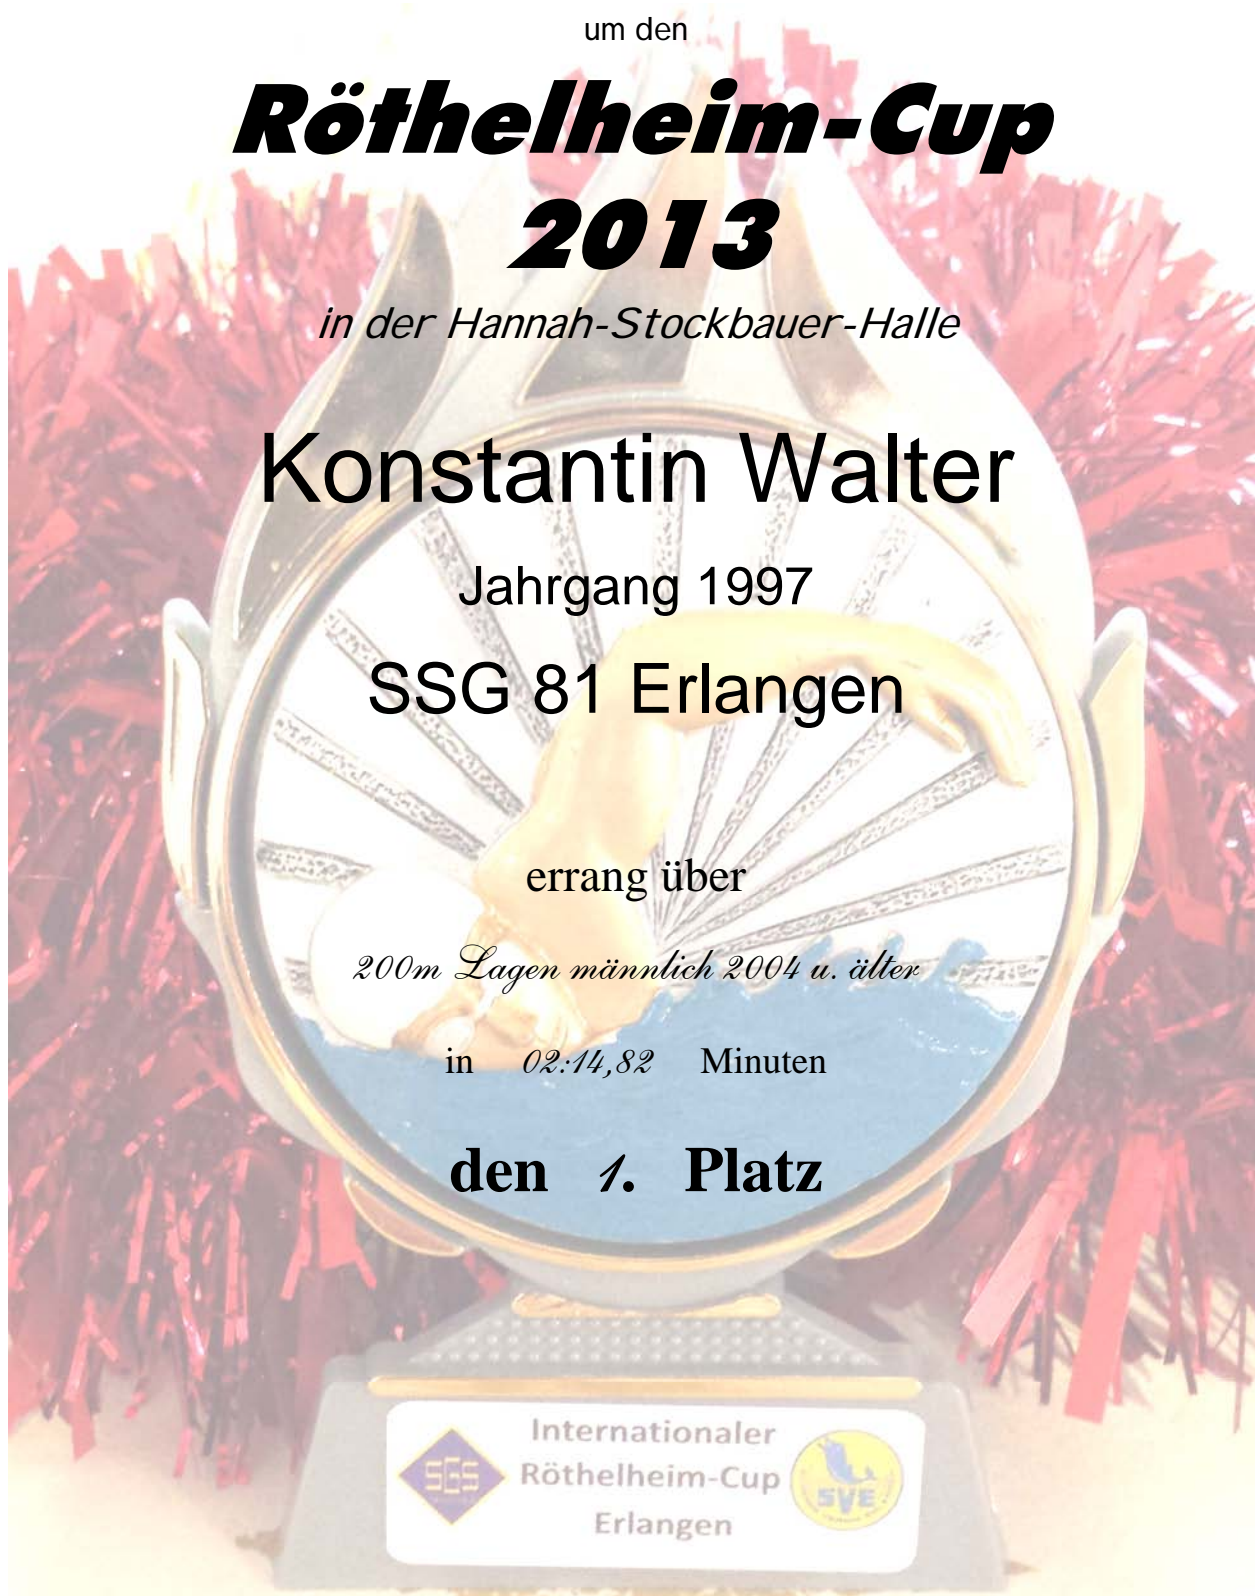 um den
Röthelheim-Cup
2013
in der Hannah-Stockbauer-Halle
Konstantin Walter
Jahrgang 1997
SSG 81 Erlangen
errang über
200m Lagen männlich 2004 u. älter
in 02:14,82 Minuten
den 1. Platz
Internationaler
Röthelheim-Cup
Erlangen
SGS
SVE